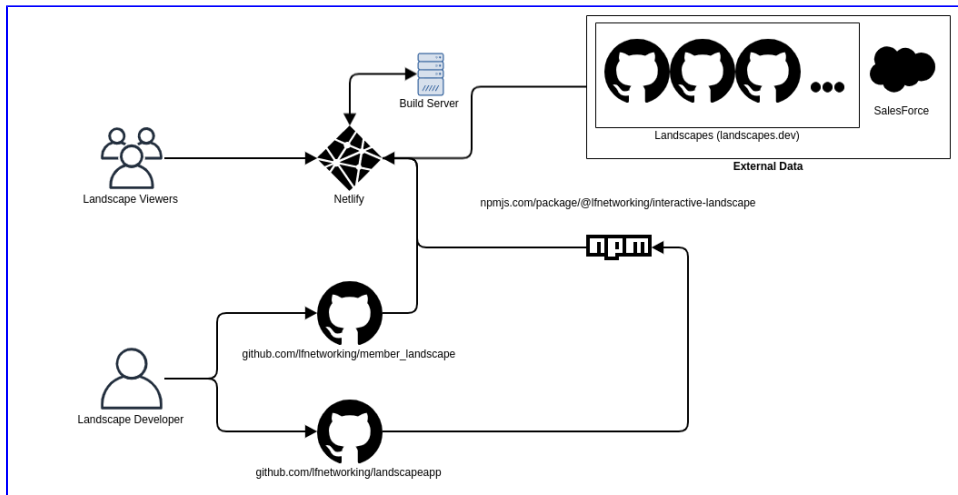 Build Server
SalesForce
Landscapes (landscapes.dev)
External Data
Landscape Viewers
Netlify
npmjs.com/package/@lfnetworking/interactive-landscape
npm
github.com/lfnetworking/member_landscape
Landscape Developer
github.com/lfnetworking/landscapeapp